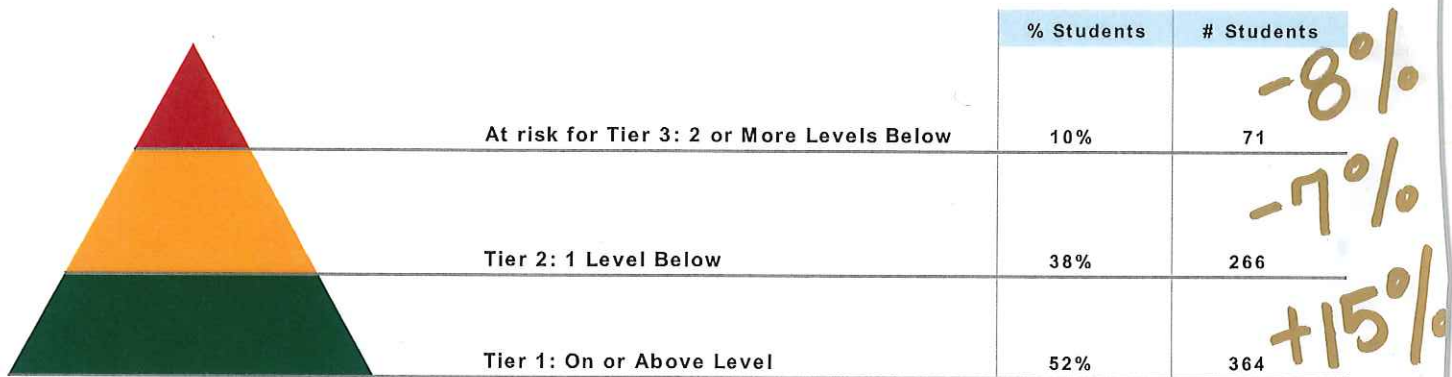 % Students # Students
-8%
At risk for Tier 3: 2 or More Levels Below 10% 71
-7%
Tier 2: 1 Level Below 38% 266
+15%
Tier 1: On or Above Level 52% 364